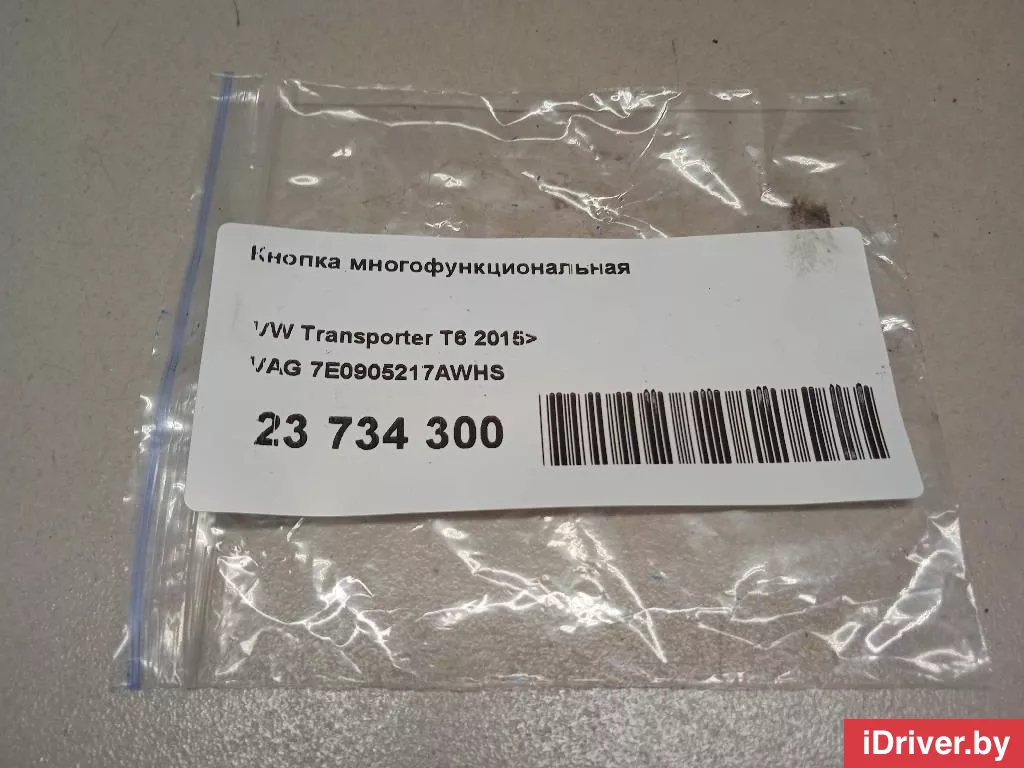 Кнопка многофункциональная
VW Transporter T6 2015>
VAG 7E0905217AWHS
23 734 300
iDriver.by